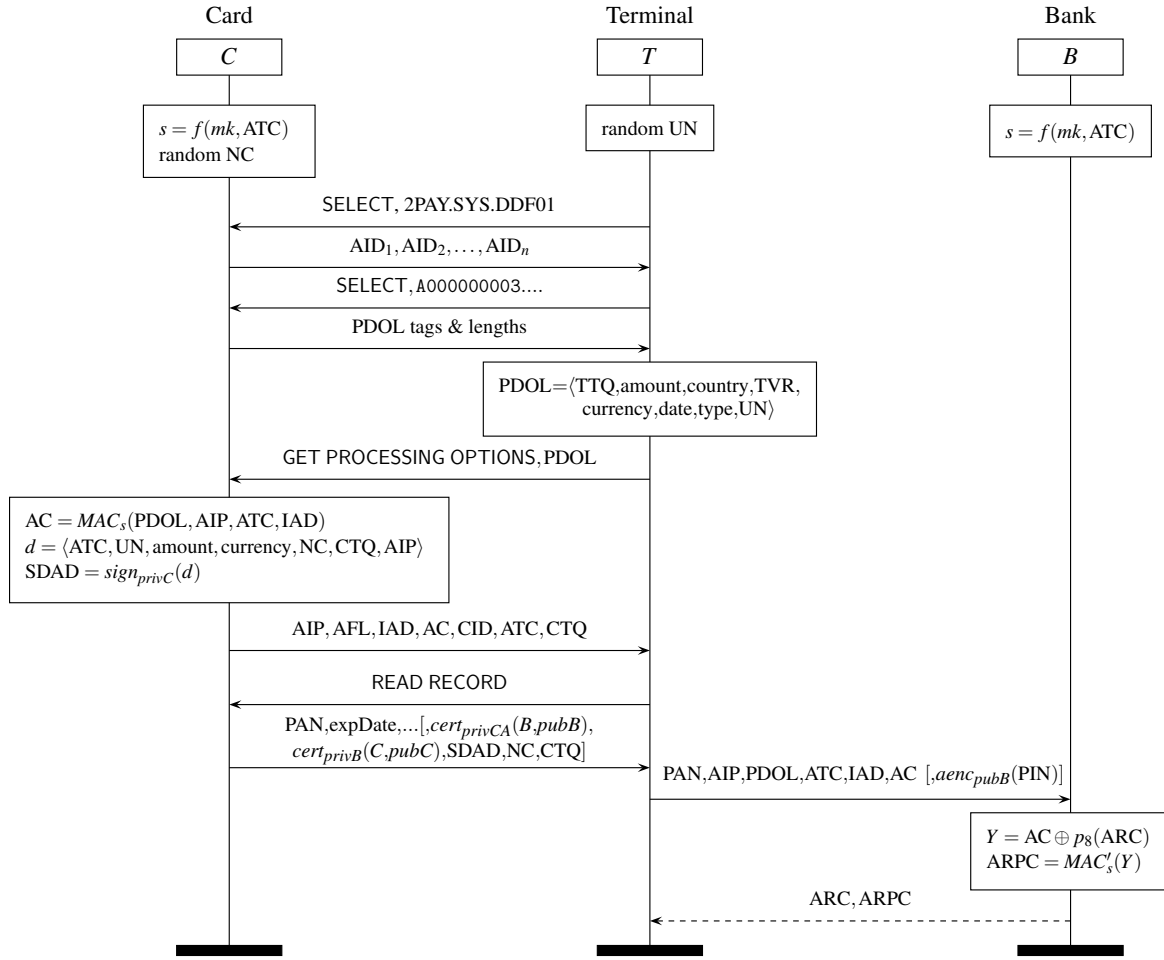 Card
Terminal
Bank
C
T
B
s = f(mk, ATC)
random NC
random UN
s = f(mk, ATC)
SELECT, 2PAY.SYS.DDF01
AID₁, AID₂, ..., AIDₙ
SELECT, A000000003....
PDOL tags & lengths
PDOL=⟨TTQ,amount,country,TVR,
currency,date,type,UN⟩
GET PROCESSING OPTIONS,PDOL
AC = MACₛ(PDOL, AIP, ATC, IAD)
d = ⟨ATC, UN, amount, currency, NC, CTQ, AIP⟩
SDAD = sign_privC(d)
AIP, AFL, IAD, AC, CID, ATC, CTQ
READ RECORD
PAN,expDate,...[,cert_privCA(B,pubB),
cert_privB(C,pubC),SDAD,NC,CTQ]
PAN,AIP,PDOL,ATC,IAD,AC [,aenc_pubB(PIN)]
Y = AC ⊕ p₈(ARC)
ARPC = MAC′ₛ(Y)
ARC, ARPC